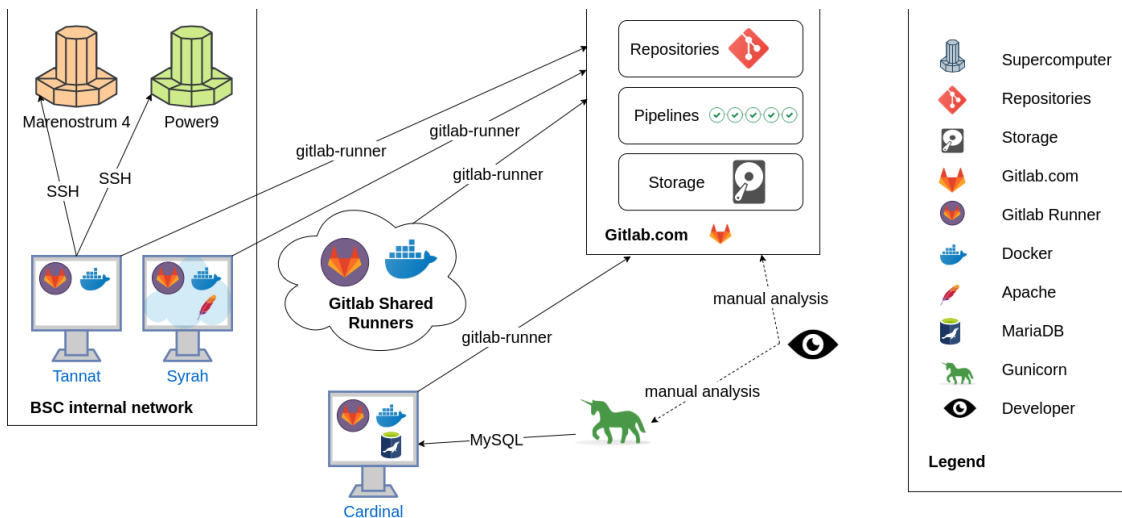 Marenostrum 4
Power9
SSH
SSH
Tannat
Syrah
BSC internal network
gitlab-runner
gitlab-runner
gitlab-runner
Gitlab Shared
Runners
gitlab-runner
Repositories
Pipelines
Storage
Gitlab.com
manual analysis
manual analysis
MySQL
Cardinal
Supercomputer
Repositories
Storage
Gitlab.com
Gitlab Runner
Docker
Apache
MariaDB
Gunicorn
Developer
Legend